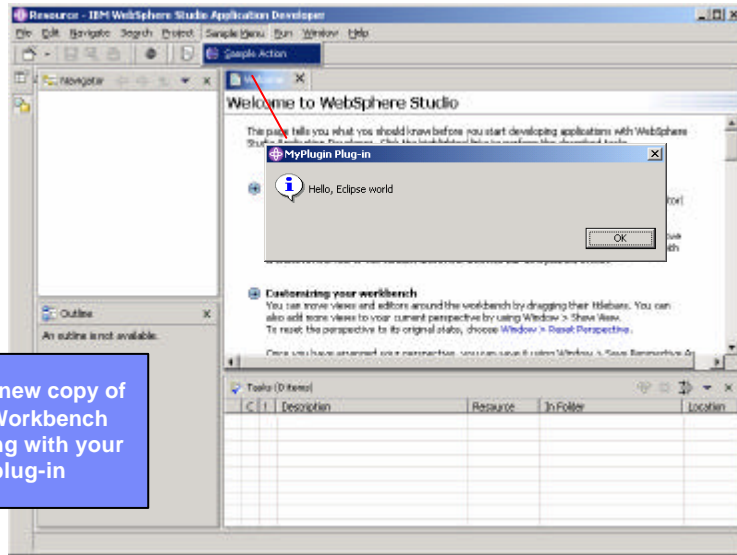 Resource - IBM WebSphere Studio Application Developer
File Edit Navigate Search Project Sample Menu Run Window Help
Sample Action
Navigator
Welcome
Welcome to WebSphere Studio
This page tells you what you should know before you start developing applications with WebSphere
MyPlugin Plug-in
Hello, Eclipse world
OK
Customizing your workbench
You can move views and editors around the workbench by dragging their titlebars. You can
also add more views to your current perspective by using Window > Show View.
To reset the perspective to its original state, choose Window > Reset Perspective.
Outline
An outline is not available.
Tasks (0 items)
C ! Description Resource In Folder Location
new copy of
Workbench
with your
plug-in